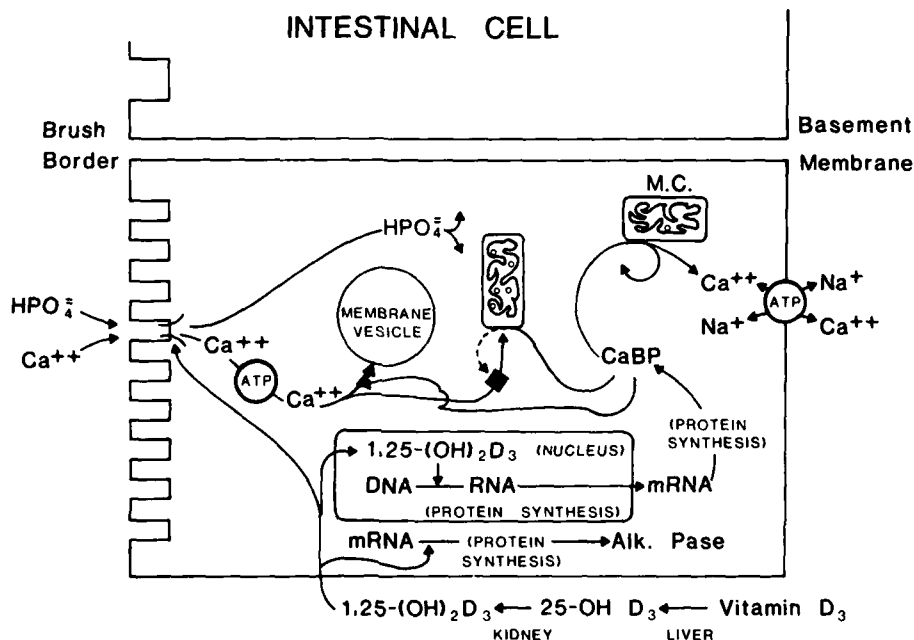 INTESTINAL CELL
Brush
Border
Basement
Membrane
M.C.
HPO₄⁼
HPO₄⁼
Ca⁺⁺
MEMBRANE
VESICLE
Ca⁺⁺
ATP
Ca⁺⁺
Ca⁺⁺
Na⁺
ATP
Na⁺
Ca⁺⁺
CaBP
(PROTEIN
SYNTHESIS)
1,25-(OH)₂D₃ (NUCLEUS)
DNA RNA mRNA
(PROTEIN SYNTHESIS)
mRNA (PROTEIN SYNTHESIS) Alk. Pase
1,25-(OH)₂D₃ 25-OH D₃ Vitamin D₃
KIDNEY LIVER